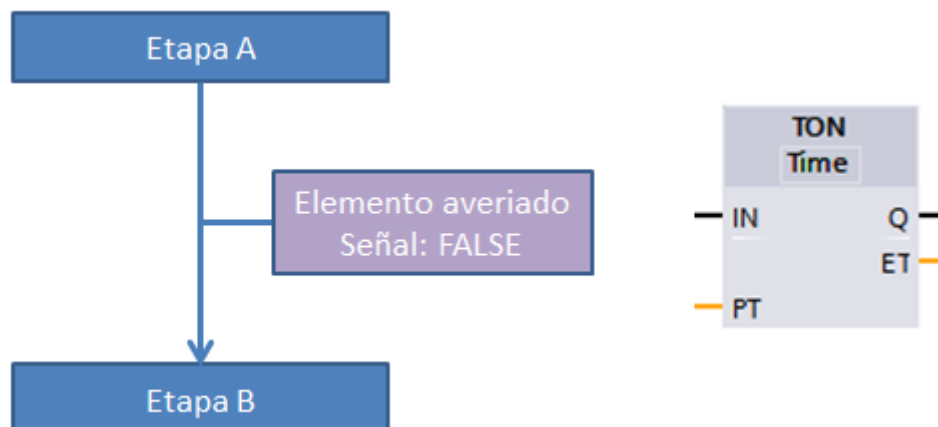 Etapa A
Elemento averiado
Señal: FALSE
Etapa B
TON
Time
IN
Q
ET
PT